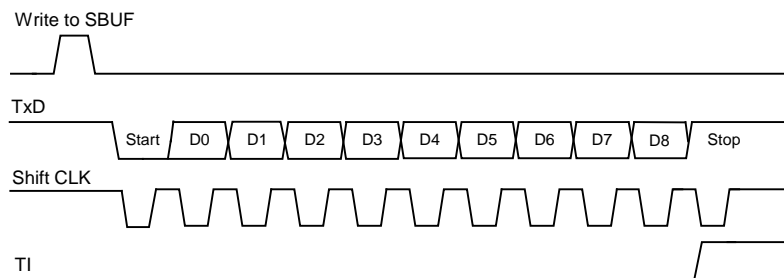 Write to SBUF
TxD
Start D0 D1 D2 D3 D4 D5 D6 D7 D8 Stop
Shift CLK
TI